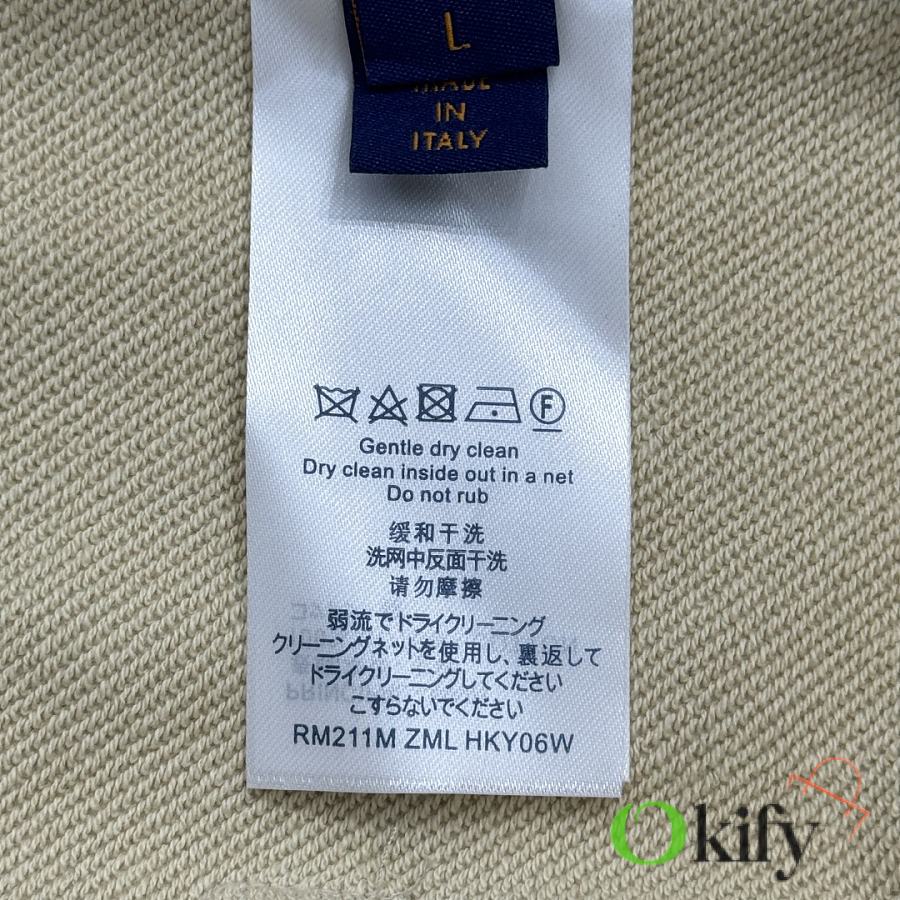 L
MADE
IN
ITALY
F
Gentle dry clean
Dry clean inside out in a net
Do not rub
缓和干洗
洗网中反面干洗
请勿摩擦
弱流でドライクリーニング
クリーニングネットを使用し、裏返して
ドライクリーニングしてください
こすらないでください
RM211M ZML HKY06W
Okify